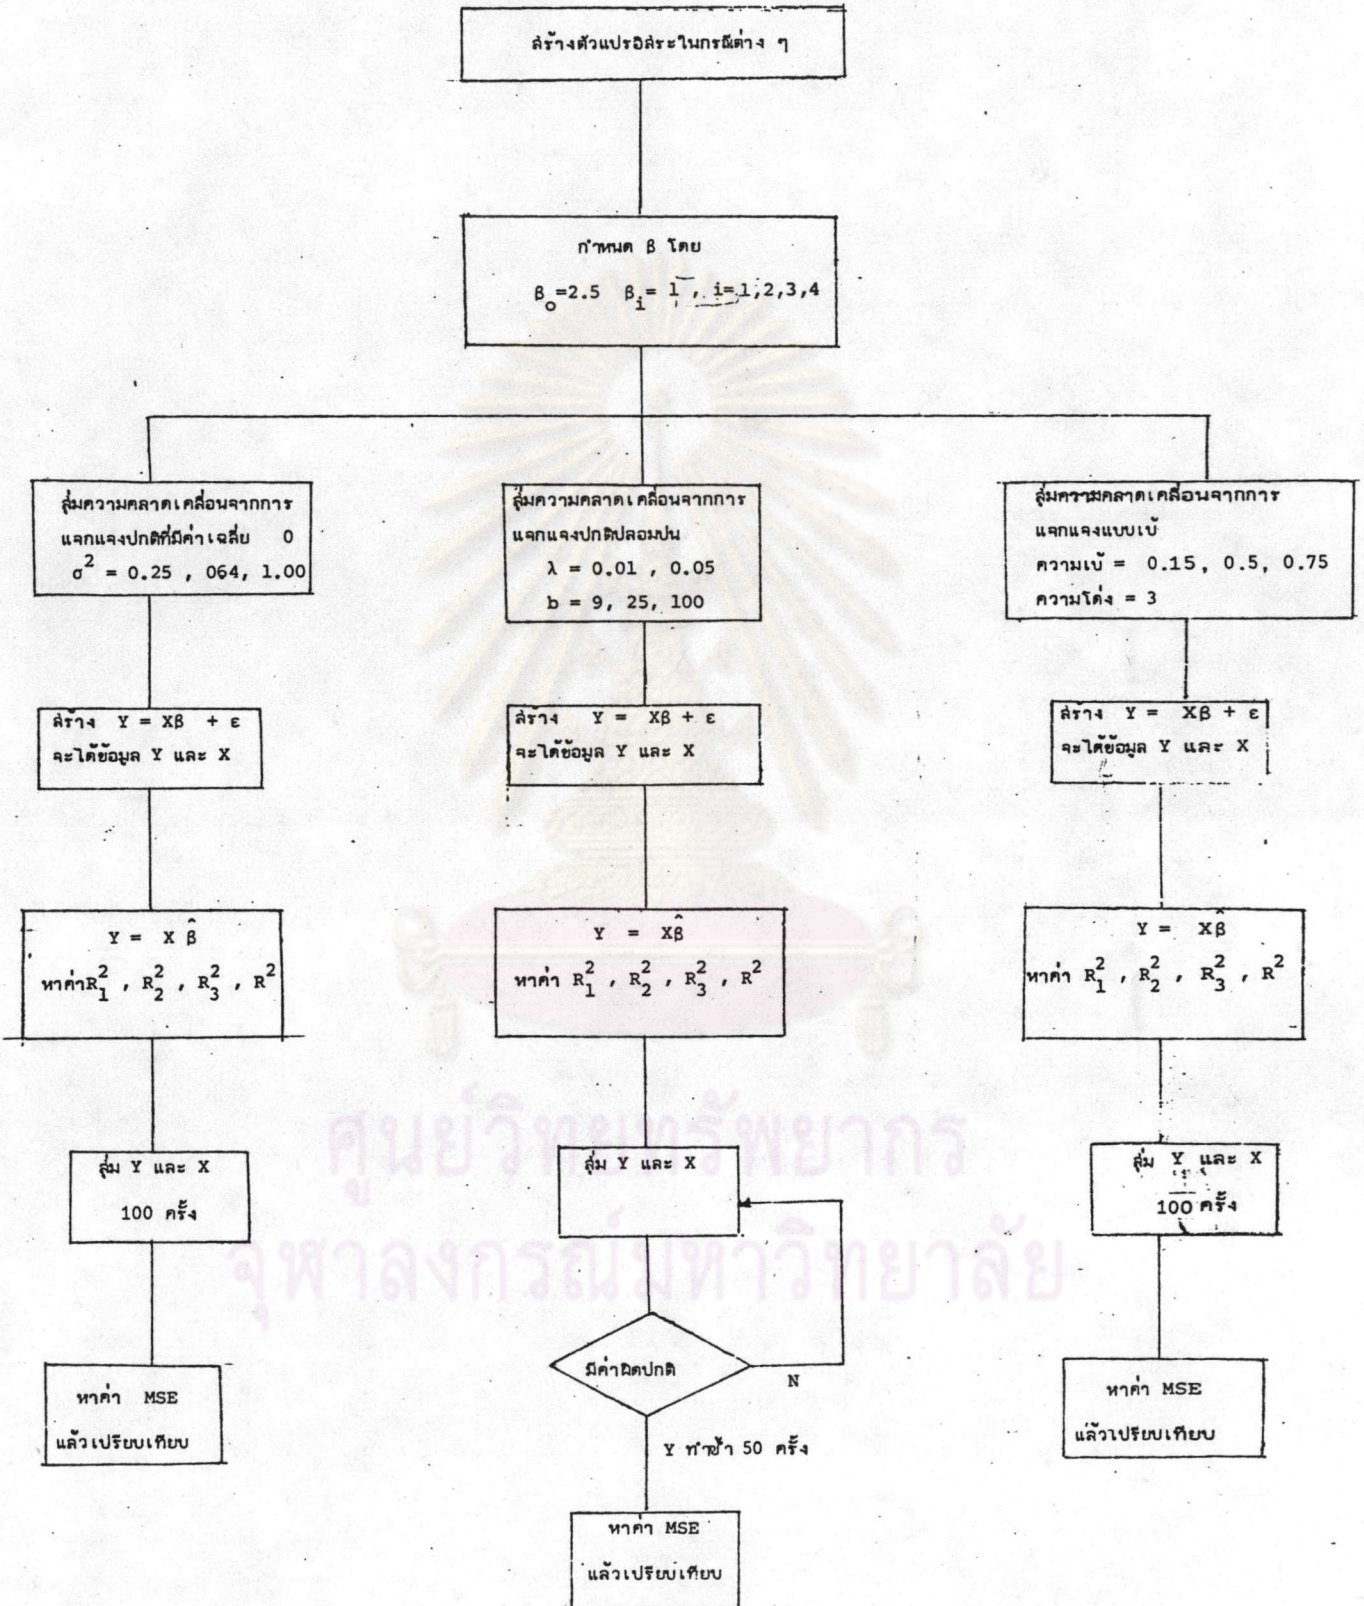 สร้างตัวแปรอิสระในกรณีต่าง ๆ
กำหนด β โดย
β₀=2.5 βᵢ= 1 , i=1,2,3,4
สุ่มความคลาดเคลื่อนจากการ
แจกแจงปกติที่มีค่าเฉลี่ย 0
σ² = 0.25 , 064, 1.00
สร้าง Y = Xβ + ε
จะได้ข้อมูล Y และ X
Y = X β̂
หาค่า R₁² , R₂² , R₃² , R²
สุ่ม Y และ X
100 ครั้ง
หาค่า MSE
แล้วเปรียบเทียบ
สุ่มความคลาดเคลื่อนจากการ
แจกแจงปกติปลอมปน
λ = 0.01 , 0.05
b = 9, 25, 100
สร้าง Y = Xβ + ε
จะได้ข้อมูล Y และ X
Y = Xβ̂
หาค่า R₁² , R₂² , R₃² , R²
สุ่ม Y และ X
มีค่าผิดปกติ
N
Y ทำซ้ำ 50 ครั้ง
หาค่า MSE
แล้วเปรียบเทียบ
สุ่มความคลาดเคลื่อนจากการ
แจกแจงแบบเบ้
ความเบ้ = 0.15, 0.5, 0.75
ความโด่ง = 3
สร้าง Y = Xβ + ε
จะได้ข้อมูล Y และ X
Y = Xβ̂
หาค่า R₁² , R₂² , R₃² , R²
สุ่ม Y และ X
100 ครั้ง
หาค่า MSE
แล้วเปรียบเทียบ
ศูนย์วิทยทรัพยากร
จุฬาลงกรณ์มหาวิทยาลัย